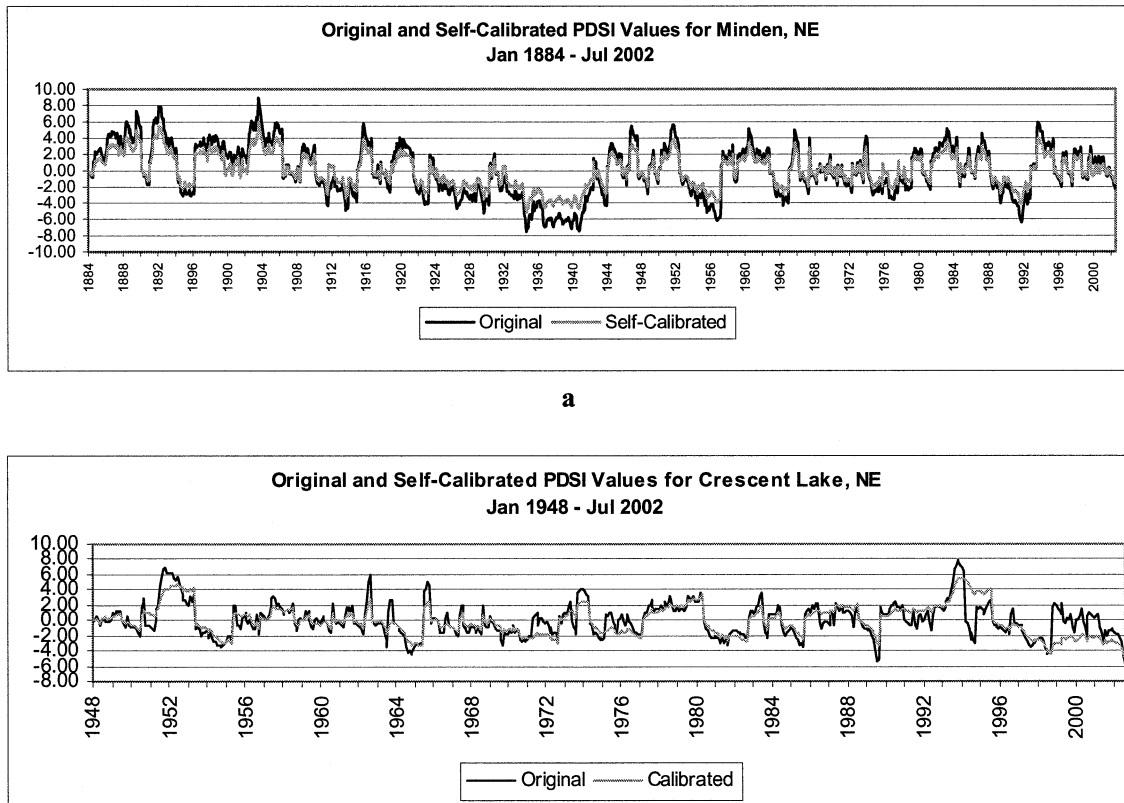 Original and Self-Calibrated PDSI Values for Minden, NE
Jan 1884 - Jul 2002
10.00
8.00
6.00
4.00
2.00
0.00
-2.00
-4.00
-6.00
-8.00
-10.00
1884 1888 1892 1896 1900 1904 1908 1912 1916 1920 1924 1928 1932 1936 1940 1944 1948 1952 1956 1960 1964 1968 1972 1976 1980 1984 1988 1992 1996 2000
Original Self-Calibrated
a
Original and Self-Calibrated PDSI Values for Crescent Lake, NE
Jan 1948 - Jul 2002
10.00
8.00
6.00
4.00
2.00
0.00
-2.00
-4.00
-6.00
-8.00
1948 1952 1956 1960 1964 1968 1972 1976 1980 1984 1988 1992 1996 2000
Original Calibrated